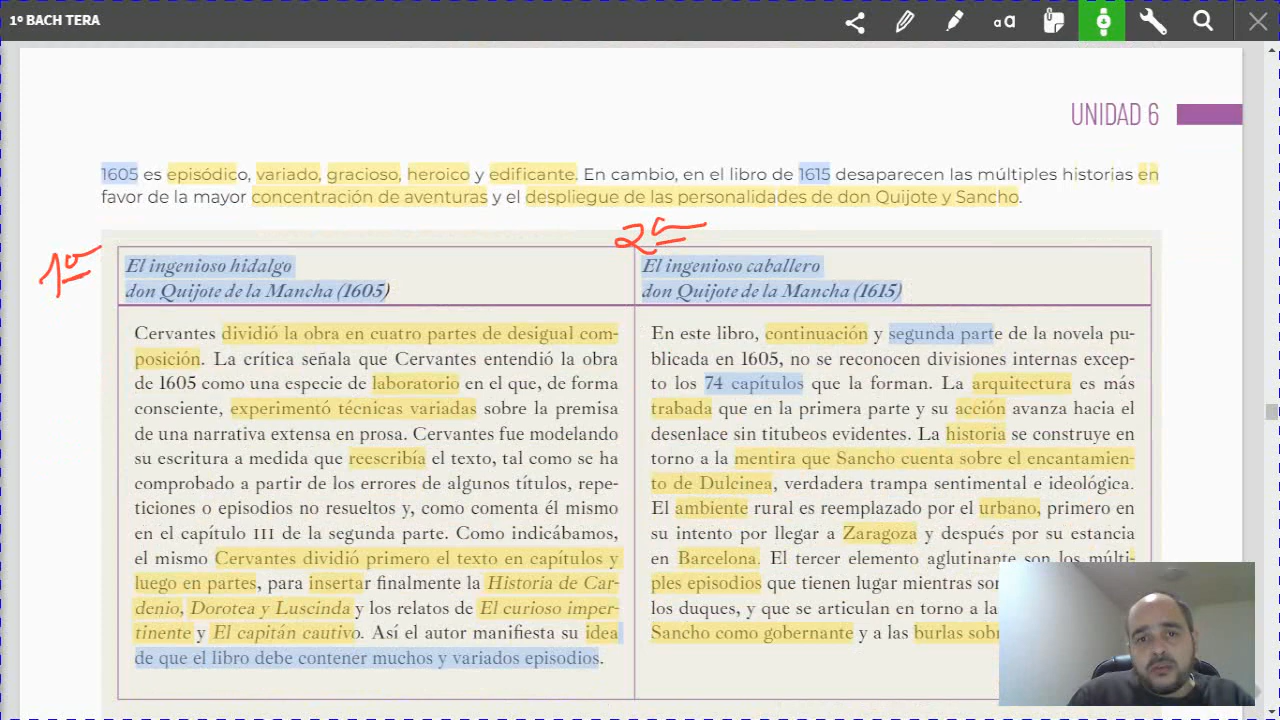 1º BACH TERA
aa
UNIDAD 6
1605 es episódico, variado, gracioso, heroico y edificante. En cambio, en el libro de 1615 desaparecen las múltiples historias en
favor de la mayor concentración de aventuras y el despliegue de las personalidades de don Quijote y Sancho.
1ª
2ª
El ingenioso hidalgo
don Quijote de la Mancha (1605)
Cervantes dividió la obra en cuatro partes de desigual com-
posición. La crítica señala que Cervantes entendió la obra
de 1605 como una especie de laboratorio en el que, de forma
consciente, experimentó técnicas variadas sobre la premisa
de una narrativa extensa en prosa. Cervantes fue modelando
su escritura a medida que reescribía el texto, tal como se ha
comprobado a partir de los errores de algunos títulos, repe-
ticiones o episodios no resueltos y, como comenta él mismo
en el capítulo III de la segunda parte. Como indicábamos,
el mismo Cervantes dividió primero el texto en capítulos y
luego en partes, para insertar finalmente la Historia de Car-
denio, Dorotea y Luscinda y los relatos de El curioso imper-
tinente y El capitán cautivo. Así el autor manifiesta su idea
de que el libro debe contener muchos y variados episodios.
El ingenioso caballero
don Quijote de la Mancha (1615)
En este libro, continuación y segunda parte de la novela pu-
blicada en 1605, no se reconocen divisiones internas excep-
to los 74 capítulos que la forman. La arquitectura es más
trabada que en la primera parte y su acción avanza hacia el
desenlace sin titubeos evidentes. La historia se construye en
torno a la mentira que Sancho cuenta sobre el encantamien-
to de Dulcinea, verdadera trampa sentimental e ideológica.
El ambiente rural es reemplazado por el urbano, primero en
su intento por llegar a Zaragoza y después por su estancia
en Barcelona. El tercer elemento aglutinante son los múlti-
ples episodios que tienen lugar mientras son
los duques, y que se articulan en torno a la
Sancho como gobernante y a las burlas sobr